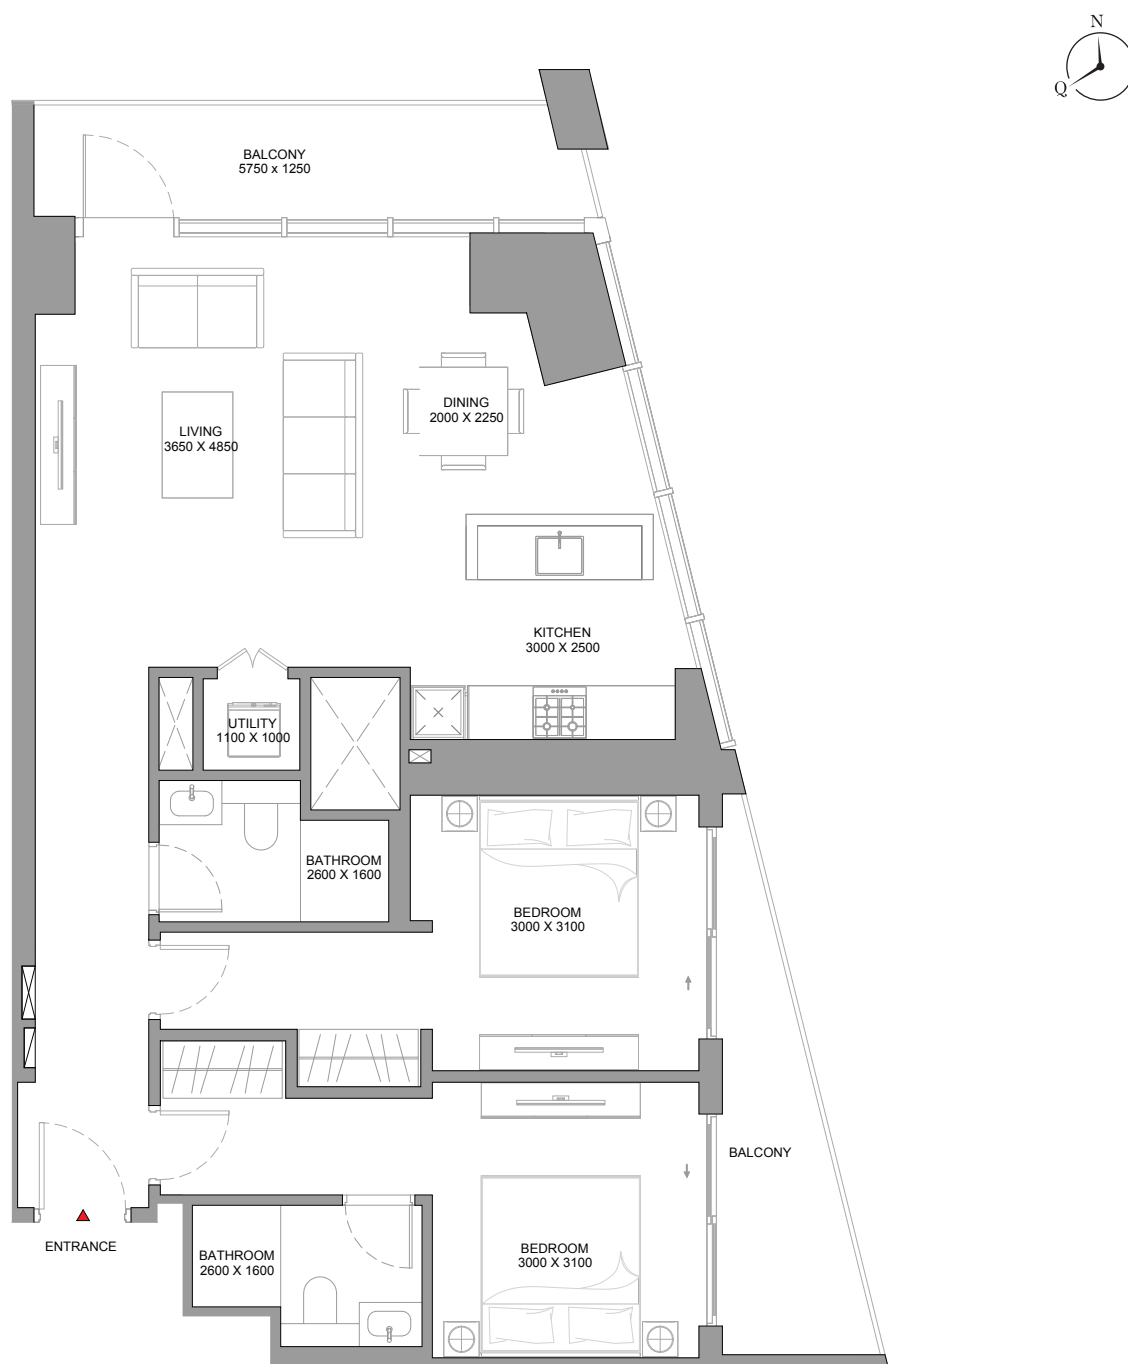 N
Q
BALCONY
5750 x 1250
DINING
2000 X 2250
LIVING
3650 X 4850
KITCHEN
3000 X 2500
UTILITY
1100 X 1000
BATHROOM
2600 X 1600
BEDROOM
3000 X 3100
BALCONY
ENTRANCE
BATHROOM
2600 X 1600
BEDROOM
3000 X 3100